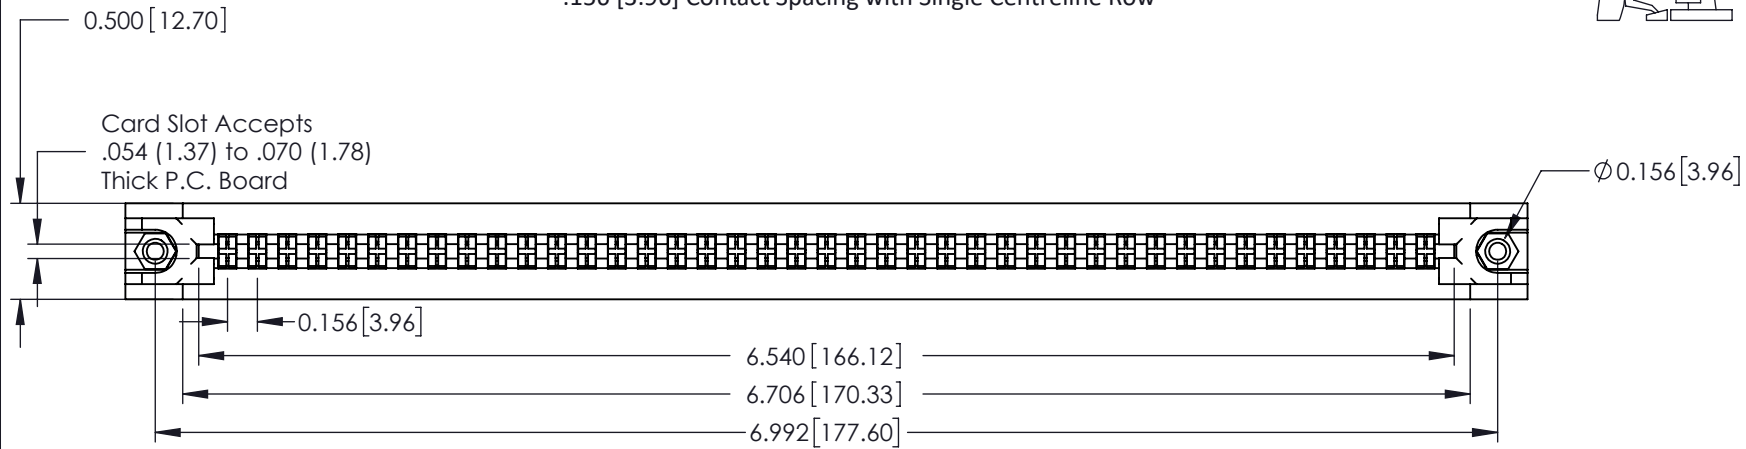 .156 [3.96] Contact Spacing with Single Centreline Row
0.500 [12.70]
Card Slot Accepts
.054 (1.37) to .070 (1.78)
Thick P.C. Board
⌀0.156 [3.96]
0.156 [3.96]
6.540 [166.12]
6.706 [170.33]
6.992 [177.60]